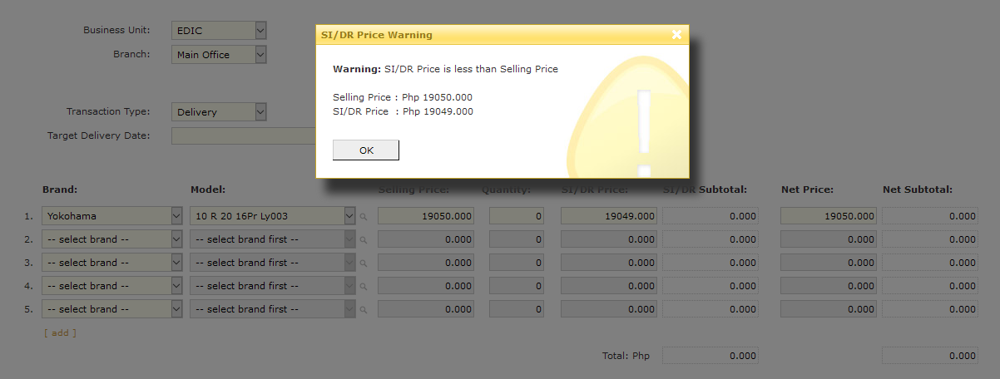 Business Unit: EDIC
Branch: Main Office
SI/DR Price Warning
Warning: SI/DR Price is less than Selling Price
Selling Price : Php 19050.000
SI/DR Price : Php 19049.000
OK
Transaction Type: Delivery
Target Delivery Date:
Brand: Model: Selling Price: Quantity: SI/DR Price: SI/DR Subtotal: Net Price: Net Subtotal:
1. Yokohama 10 R 20 16Pr Ly003 19050.000 0 19049.000 0.000 19050.000 0.000
2. -- select brand -- -- select brand first -- 0.000 0 0.000 0.000 0.000 0.000
3. -- select brand -- -- select brand first -- 0.000 0 0.000 0.000 0.000 0.000
4. -- select brand -- -- select brand first -- 0.000 0 0.000 0.000 0.000 0.000
5. -- select brand -- -- select brand first -- 0.000 0 0.000 0.000 0.000 0.000
[ add ]
Total: Php 0.000 0.000